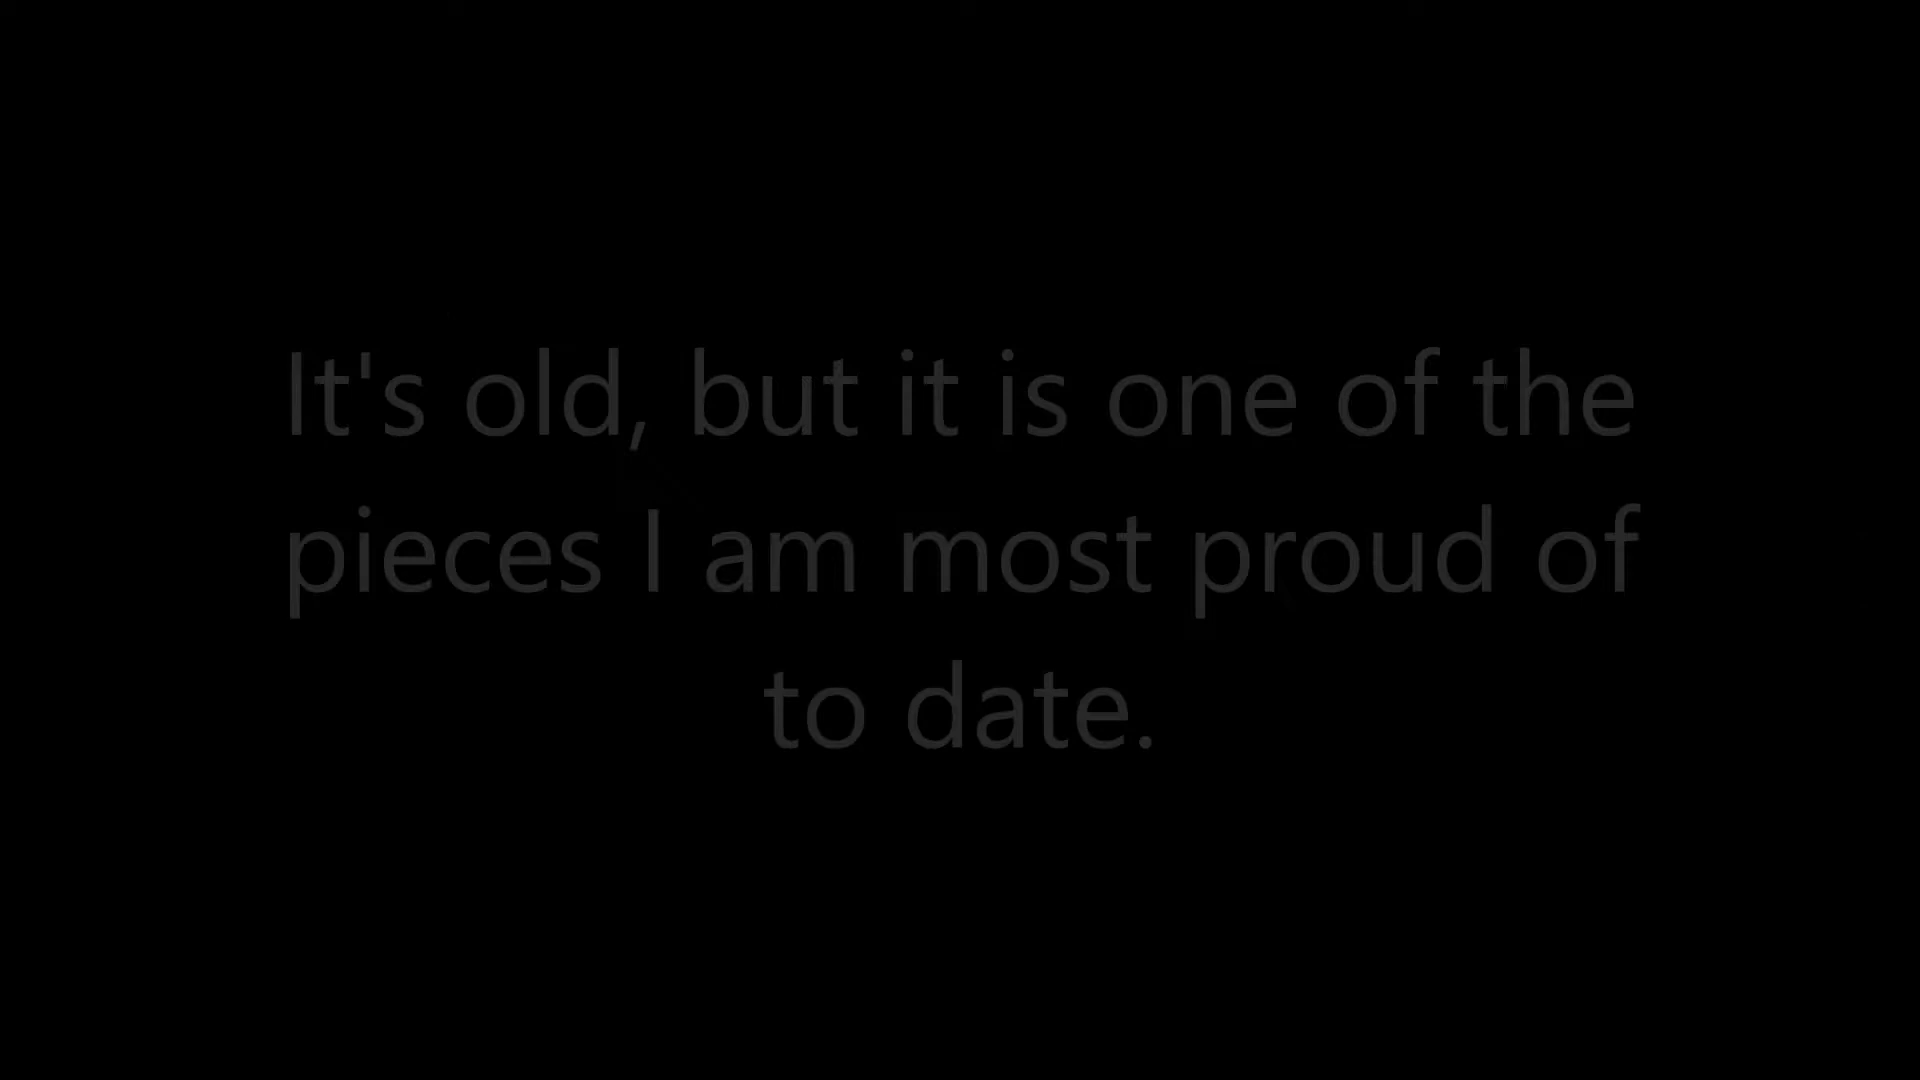 It's old, but it is one of the
pieces I am most proud of
to date.